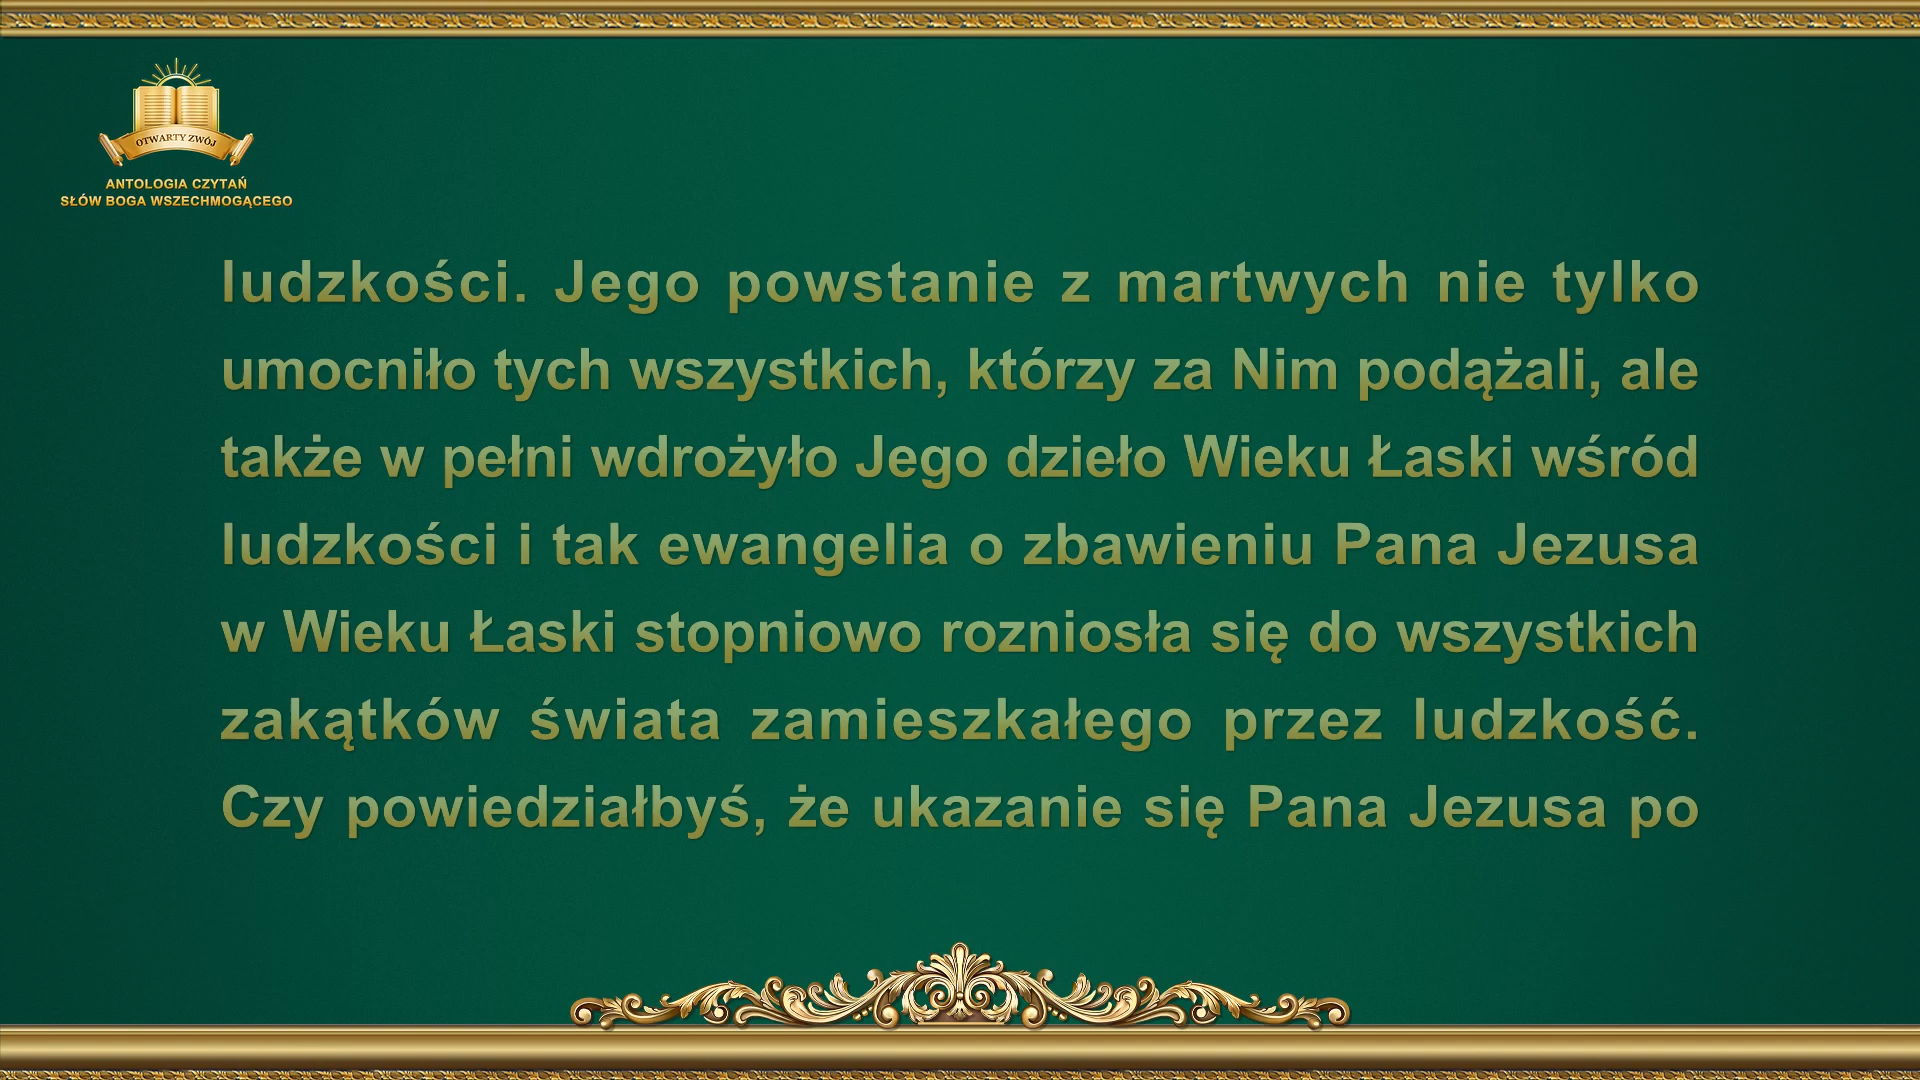 OTWARTY ZWÓJ
ANTOLOGIA CZYTAŃ
SŁÓW BOGA WSZECHMOGĄCEGO
ludzkości. Jego powstanie z martwych nie tylko
umocniło tych wszystkich, którzy za Nim podążali, ale
także w pełni wdrożyło Jego dzieło Wieku Łaski wśród
ludzkości i tak ewangelia o zbawieniu Pana Jezusa
w Wieku Łaski stopniowo rozniosła się do wszystkich
zakątków świata zamieszkałego przez ludzkość.
Czy powiedziałbyś, że ukazanie się Pana Jezusa po